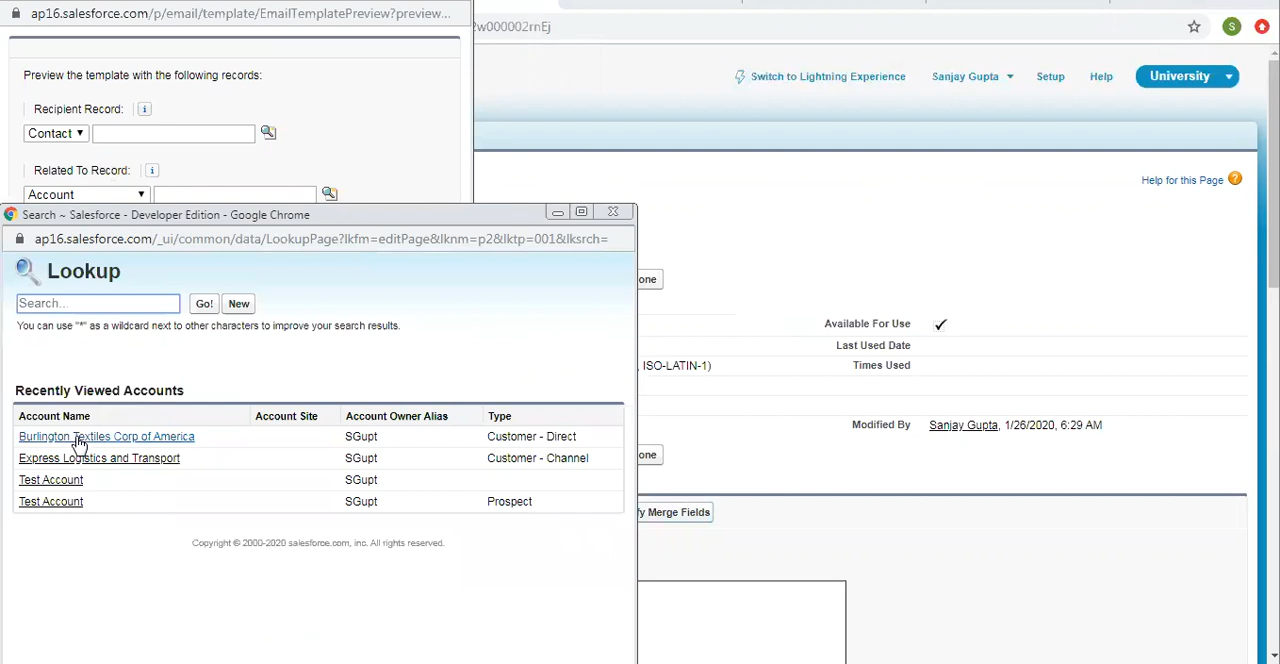 ap16.salesforce.com/p/email/template/EmailTemplatePreview?preview...
2w000002rnEj
S
Switch to Lightning Experience
Sanjay Gupta
Setup
Help
University
Preview the template with the following records:
Recipient Record:
Contact
Related To Record:
Account
Help for this Page
Search ~ Salesforce - Developer Edition - Google Chrome
ap16.salesforce.com/_ui/common/data/LookupPage?lkfm=editPage&lknm=p2&lktp=001&lksrch=
Lookup
Search...
Go!
New
You can use "*" as a wildcard next to other characters to improve your search results.
Recently Viewed Accounts
Account Name Account Site Account Owner Alias Type
Burlington Textiles Corp of America SGupt Customer - Direct
Express Logistics and Transport SGupt Customer - Channel
Test Account SGupt
Test Account SGupt Prospect
Copyright © 2000-2020 salesforce.com, inc. All rights reserved.
one
Available For Use
Last Used Date
, ISO-LATIN-1) Times Used
Modified By Sanjay Gupta, 1/26/2020, 6:29 AM
one
fy Merge Fields